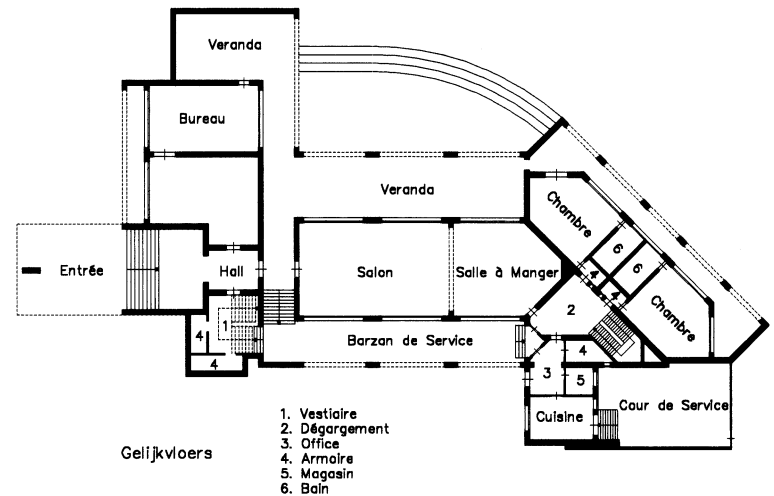 Veranda
Bureau
Veranda
Chambre
6
6
Entrée
Hall
Salon
Salle à Manger
4
4
Chambre
2
1
4
4
Barzan de Service
4
3
5
Cuisine
Cour de Service
1. Vestiaire
2. Dégargement
3. Office
4. Armoire
5. Magasin
6. Bain
Gelijkvloers